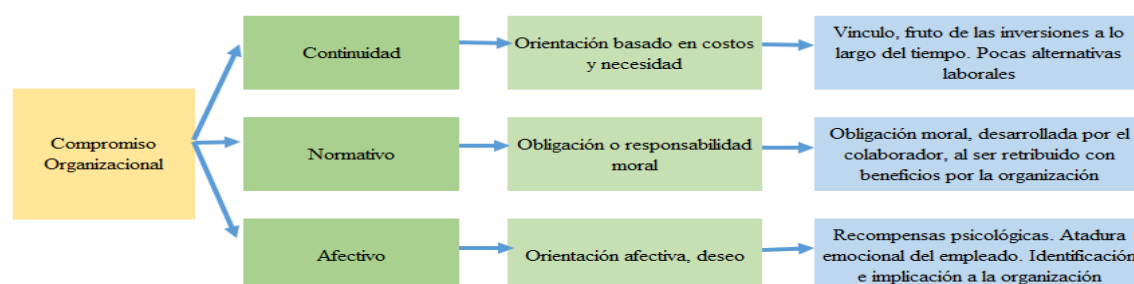 Compromiso
Organizacional
Continuidad
Orientación basado en costos
y necesidad
Vinculo, fruto de las inversiones a lo
largo del tiempo. Pocas alternativas
laborales
Normativo
Obligación o responsabilidad
moral
Obligación moral, desarrollada por el
colaborador, al ser retribuido con
beneficios por la organización
Afectivo
Orientación afectiva, deseo
Recompensas psicológicas. Atadura
emocional del empleado. Identificación
e implicación a la organización